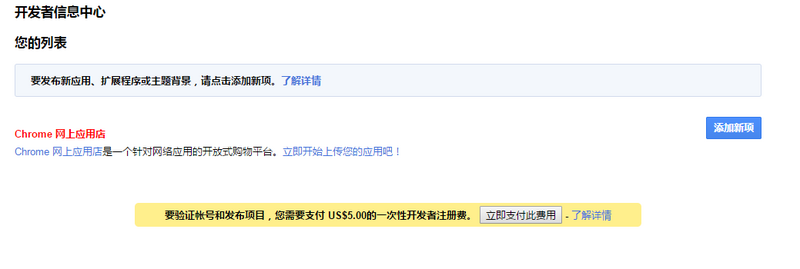 开发者信息中心
您的列表
要发布新应用、扩展程序或主题背景，请点击添加新项。了解详情
添加新项
Chrome 网上应用店
Chrome 网上应用店是一个针对网络应用的开放式购物平台。立即开始上传您的应用吧！
要验证帐号和发布项目，您需要支付 US$5.00的一次性开发者注册费。 立即支付此费用 - 了解详情